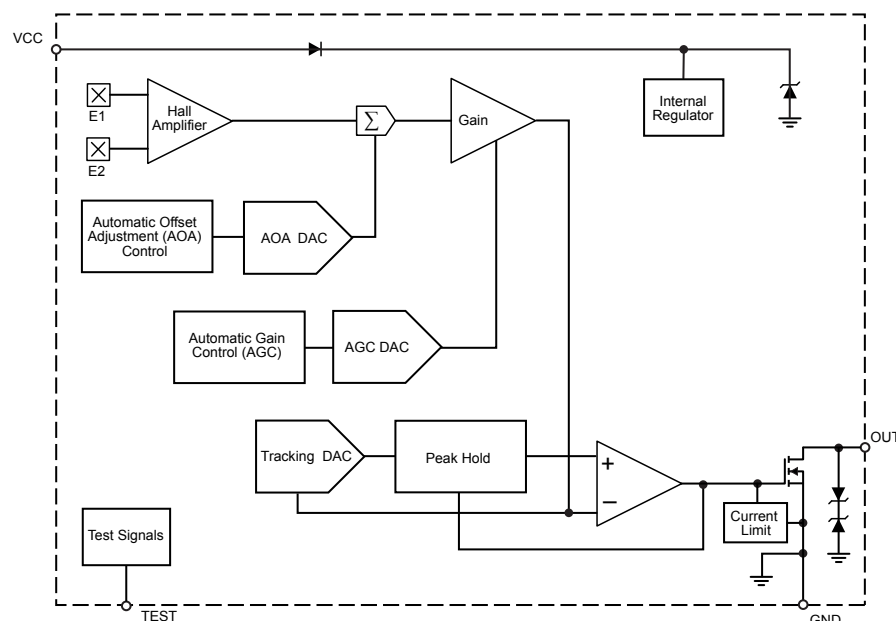 VCC
E1
E2
Hall
Amplifier
Σ
Gain
Internal
Regulator
Automatic Offset
Adjustment (AOA)
Control
AOA DAC
Automatic Gain
Control (AGC)
AGC DAC
Tracking DAC
Peak Hold
+
−
OUT
Current
Limit
Test Signals
TEST
GND